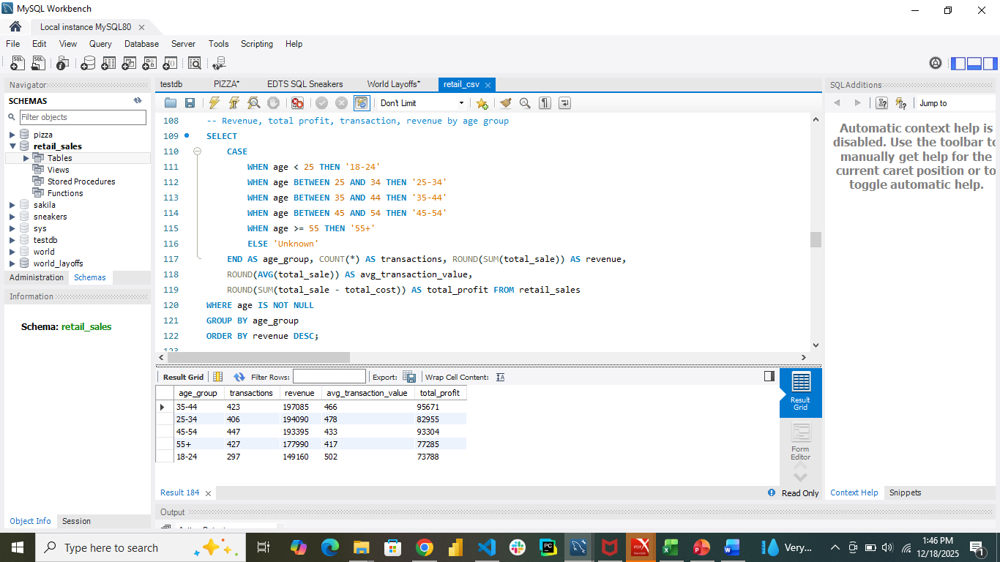 MySQL Workbench
Local instance MySQL80
File Edit View Query Database Server Tools Scripting Help
Navigator
SCHEMAS
Filter objects
pizza
retail_sales
Tables
Views
Stored Procedures
Functions
sakila
sneakers
sys
testdb
world
world_layoffs
Administration Schemas
Information
Schema: retail_sales
Object Info Session
testdb PIZZA* EDTS SQL Sneakers World Layoffs* retail_csv
Don't Limit
108 -- Revenue, total profit, transaction, revenue by age group
109 SELECT
110 CASE
111 WHEN age < 25 THEN '18-24'
112 WHEN age BETWEEN 25 AND 34 THEN '25-34'
113 WHEN age BETWEEN 35 AND 44 THEN '35-44'
114 WHEN age BETWEEN 45 AND 54 THEN '45-54'
115 WHEN age >= 55 THEN '55+'
116 ELSE 'Unknown'
117 END AS age_group, COUNT(*) AS transactions, ROUND(SUM(total_sale)) AS revenue,
118 ROUND(AVG(total_sale)) AS avg_transaction_value,
119 ROUND(SUM(total_sale - total_cost)) AS total_profit FROM retail_sales
120 WHERE age IS NOT NULL
121 GROUP BY age_group
122 ORDER BY revenue DESC;
123
Result Grid Filter Rows: Export: Wrap Cell Content:
age_group transactions revenue avg_transaction_value total_profit
35-44 423 197085 466 95671
25-34 406 194090 478 82955
45-54 447 193395 433 93304
55+ 427 177990 417 77285
18-24 297 149160 502 73788
Result Grid
Form Editor
Result 184
Read Only
Output
SQLAdditions
Jump to
Automatic context help is
disabled. Use the toolbar to
manually get help for the
current caret position or to
toggle automatic help.
Context Help Snippets
Type here to search
Very...
1:46 PM
12/18/2025